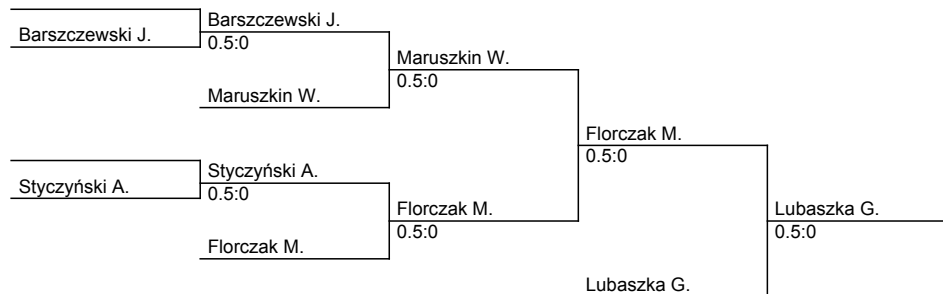 Barszczewski J.
Barszczewski J.
0.5:0
Maruszkin W.
Maruszkin W.
0.5:0
Styczyński A.
Styczyński A.
0.5:0
Florczak M.
Florczak M.
0.5:0
Florczak M.
0.5:0
Lubaszka G.
Lubaszka G.
0.5:0